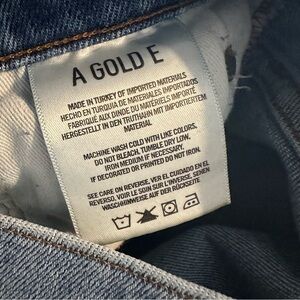 A GOLD E
MADE IN TURKEY OF IMPORTED MATERIALS
HECHO EN TURQUIA DE MATERIALES IMPORTADOS
FABRIQUÉ AUX DINDE DU MATERIELS IMPORTÉS
HERGESTELLT IN DEN TRUTHAHN MIT IMPORTIERTEM
MATERIAL
MACHINE WASH COLD WITH LIKE COLORS.
DO NOT BLEACH. TUMBLE DRY LOW.
IRON MEDIUM IF NECESSARY.
IF DECORATED OR PRINTED DO NOT IRON.
SEE CARE ON REVERSE. VER EL CUIDADO EN EL
REVERSO. VOIR LE SOIN SUR L'INVERSE. SEHEN
WASCHHINWEISE AUF DER RÜCKSEITE